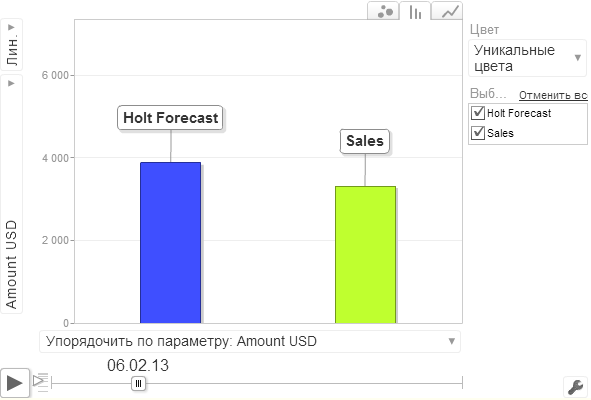 Лин.
Amount USD
6 000
4 000
2 000
0
Holt Forecast
Sales
Цвет
Уникальные
цвета
Выб...
Отменить вс
Holt Forecast
Sales
Упорядочить по параметру: Amount USD
06.02.13